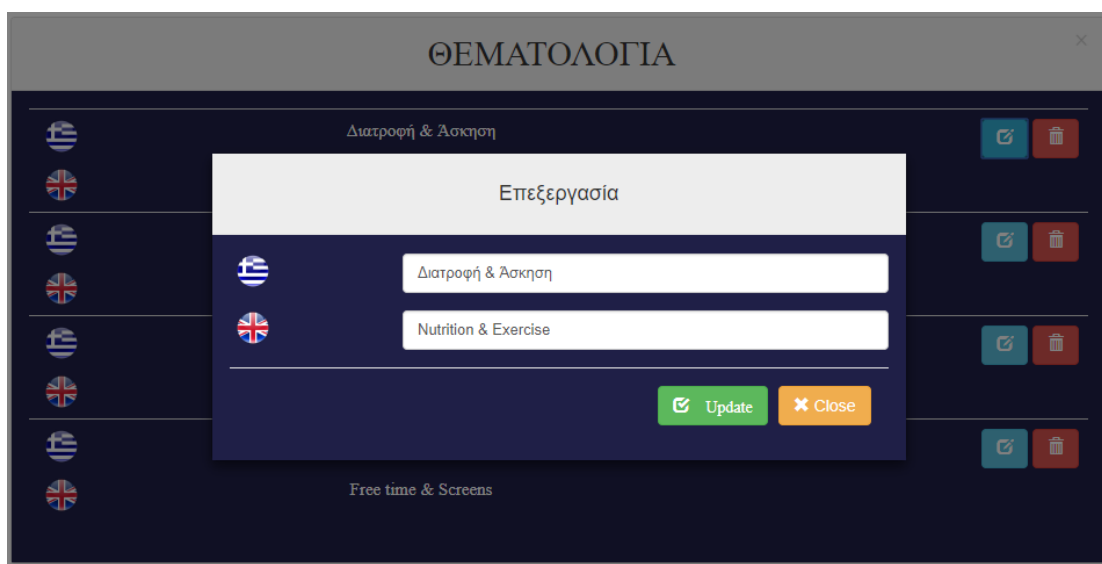 ΘΕΜΑΤΟΛΟΓΙΑ
×
Διατροφή & Άσκηση
Επεξεργασία
Διατροφή & Άσκηση
Nutrition & Exercise
Update
Close
Free time & Screens